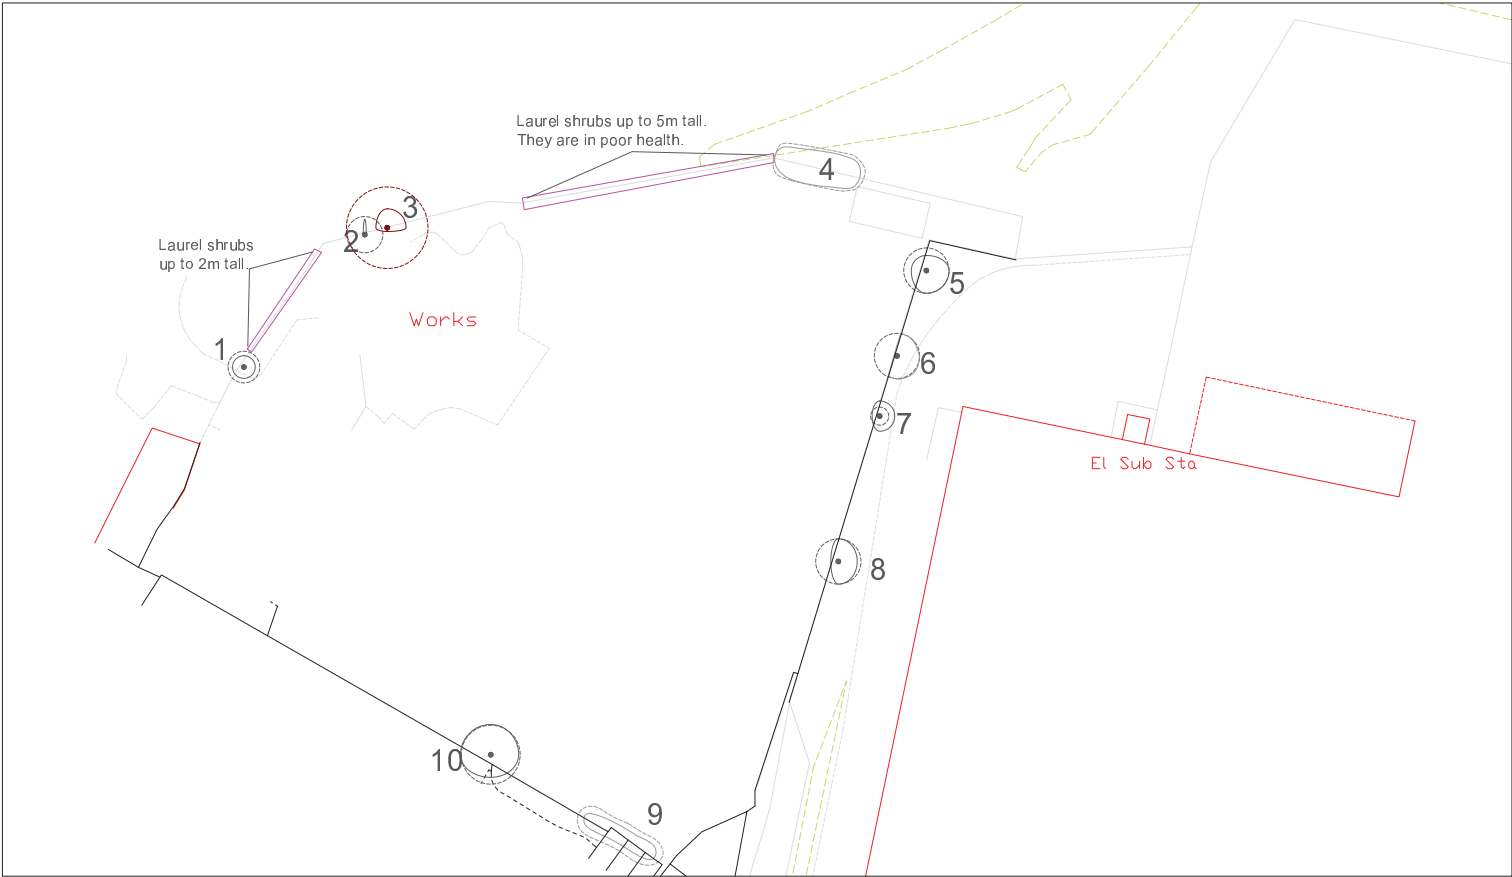 Laurel shrubs up to 5m tall.
They are in poor health.
4
3
2
Laurel shrubs
up to 2m tall.
5
Works
1
6
7
El Sub Sta
8
10
9